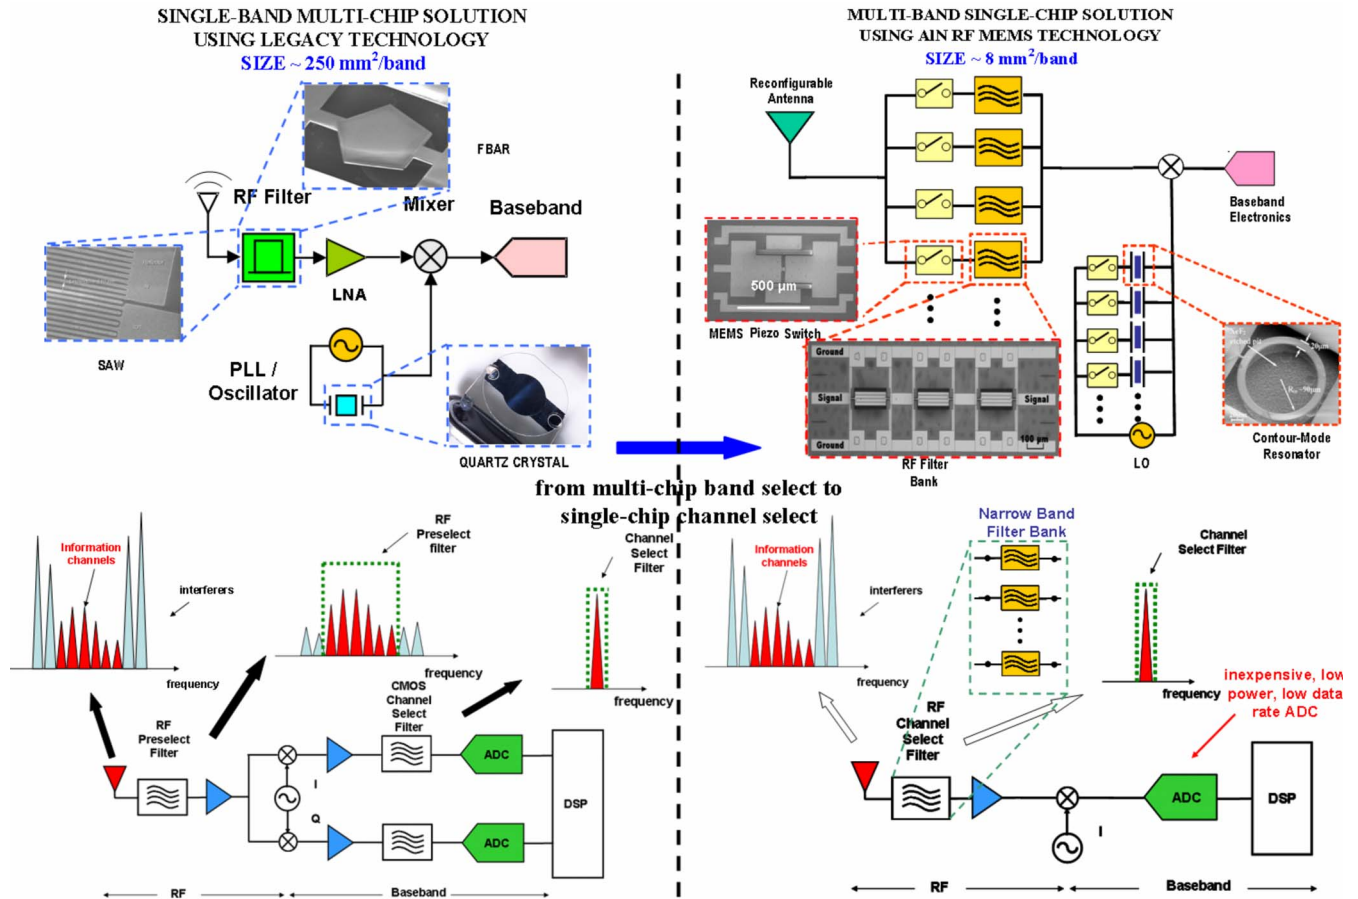 SINGLE-BAND MULTI-CHIP SOLUTION
USING LEGACY TECHNOLOGY
SIZE ~ 250 mm²/band
FBAR
RF Filter
Mixer
Baseband
LNA
SAW
PLL /
Oscillator
QUARTZ CRYSTAL
MULTI-BAND SINGLE-CHIP SOLUTION
USING AlN RF MEMS TECHNOLOGY
SIZE ~ 8 mm²/band
Reconfigurable
Antenna
Baseband
Electronics
500 µm
MEMS Piezo Switch
Ground
Signal
Signal
Ground
100 µm
RF Filter
Bank
LO
20µm
Contour-Mode
Resonator
from multi-chip band select to
single-chip channel select
Information
channels
interferers
frequency
RF
Preselect
filter
frequency
Channel
Select
Filter
frequency
RF
Preselect
Filter
CMOS
Channel
Select
Filter
I
Q
ADC
ADC
DSP
RF
Baseband
Information
channels
interferers
frequency
Narrow Band
Filter Bank
Channel
Select Filter
frequency
inexpensive, low
power, low data
rate ADC
RF
Channel
Select
Filter
I
ADC
DSP
RF
Baseband